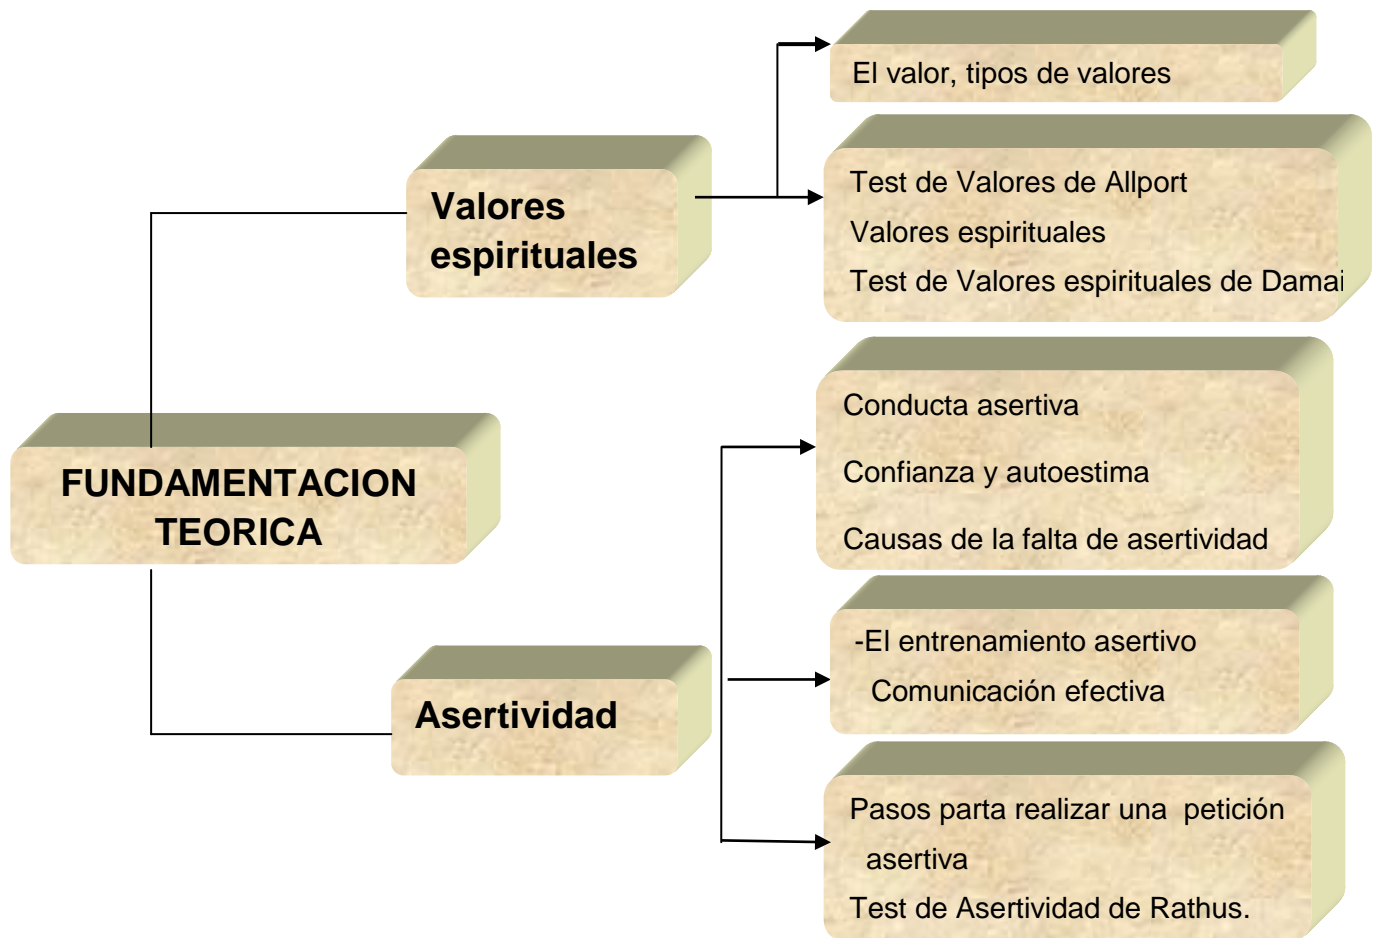 El valor, tipos de valores
Valores
espirituales
Test de Valores de Allport
Valores espirituales
Test de Valores espirituales de Damai
FUNDAMENTACION
TEORICA
Conducta asertiva
Confianza y autoestima
Causas de la falta de asertividad
Asertividad
-El entrenamiento asertivo
Comunicación efectiva
Pasos parta realizar una petición
asertiva
Test de Asertividad de Rathus.